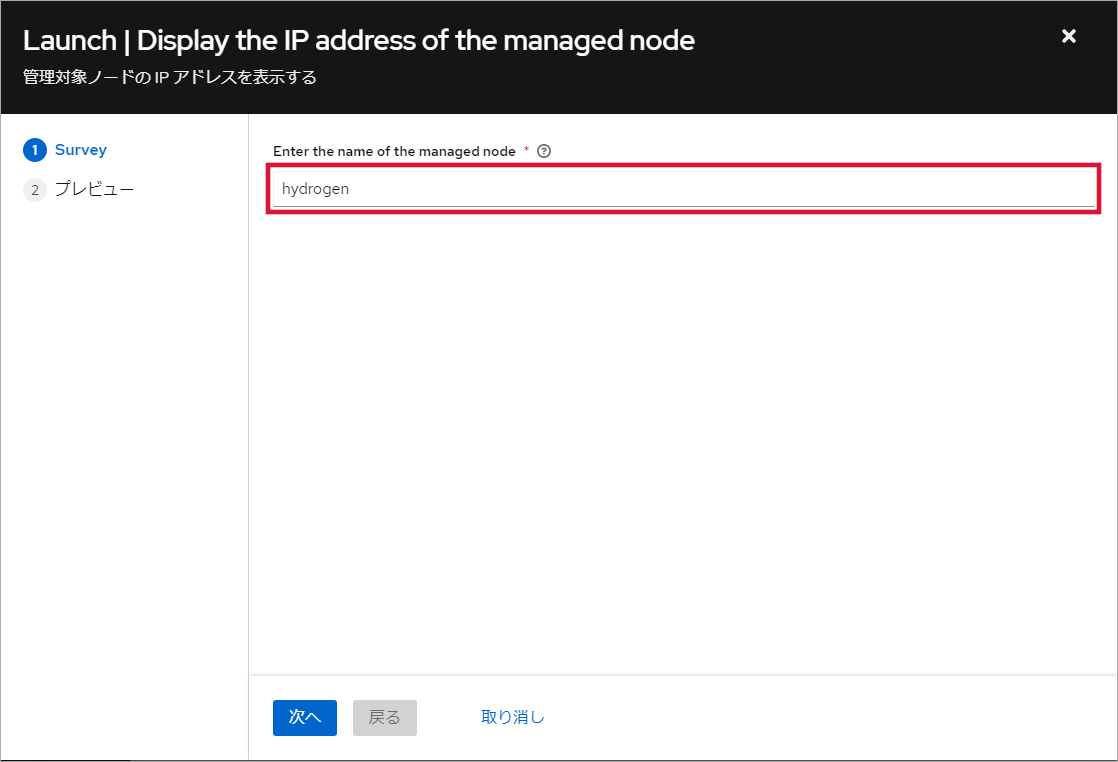 Launch | Display the IP address of the managed node
管理対象ノードの IP アドレスを表示する
1 Survey
2 プレビュー
Enter the name of the managed node *
hydrogen
次へ 戻る 取り消し